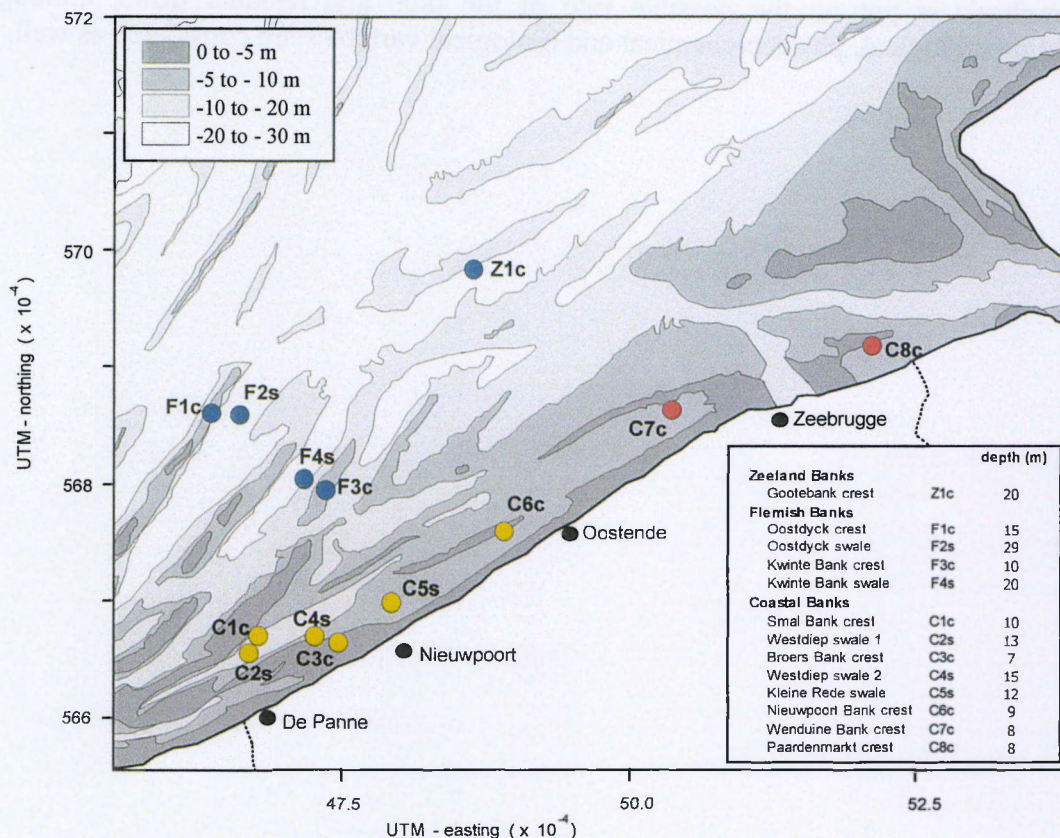 572
570
568
566
UTM - northing ( x 10⁻⁴)
0 to -5 m
-5 to - 10 m
-10 to - 20 m
-20 to - 30 m
Z1c
C8c
F1c
F2s
C7c
Zeebrugge
F4s
F3c
C6c
Oostende
C5s
C1c
C4s
C2s
C3c
Nieuwpoort
De Panne
depth (m)
Zeeland Banks
Gootebank crest Z1c 20
Flemish Banks
Oostdyck crest F1c 15
Oostdyck swale F2s 29
Kwinte Bank crest F3c 10
Kwinte Bank swale F4s 20
Coastal Banks
Smal Bank crest C1c 10
Westdiep swale 1 C2s 13
Broers Bank crest C3c 7
Westdiep swale 2 C4s 15
Kleine Rede swale C5s 12
Nieuwpoort Bank crest C6c 9
Wenduine Bank crest C7c 8
Paardenmarkt crest C8c 8
47.5
50.0
52.5
UTM - easting ( x 10⁻⁴)